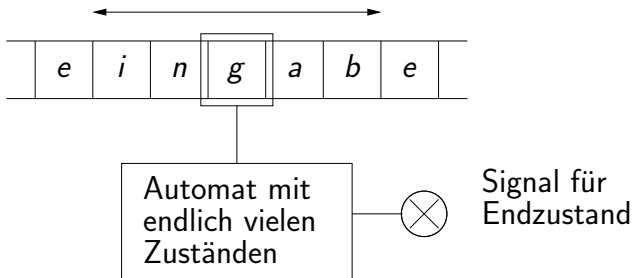 e i n g a b e
Automat mit
endlich vielen
Zuständen
Signal für
Endzustand